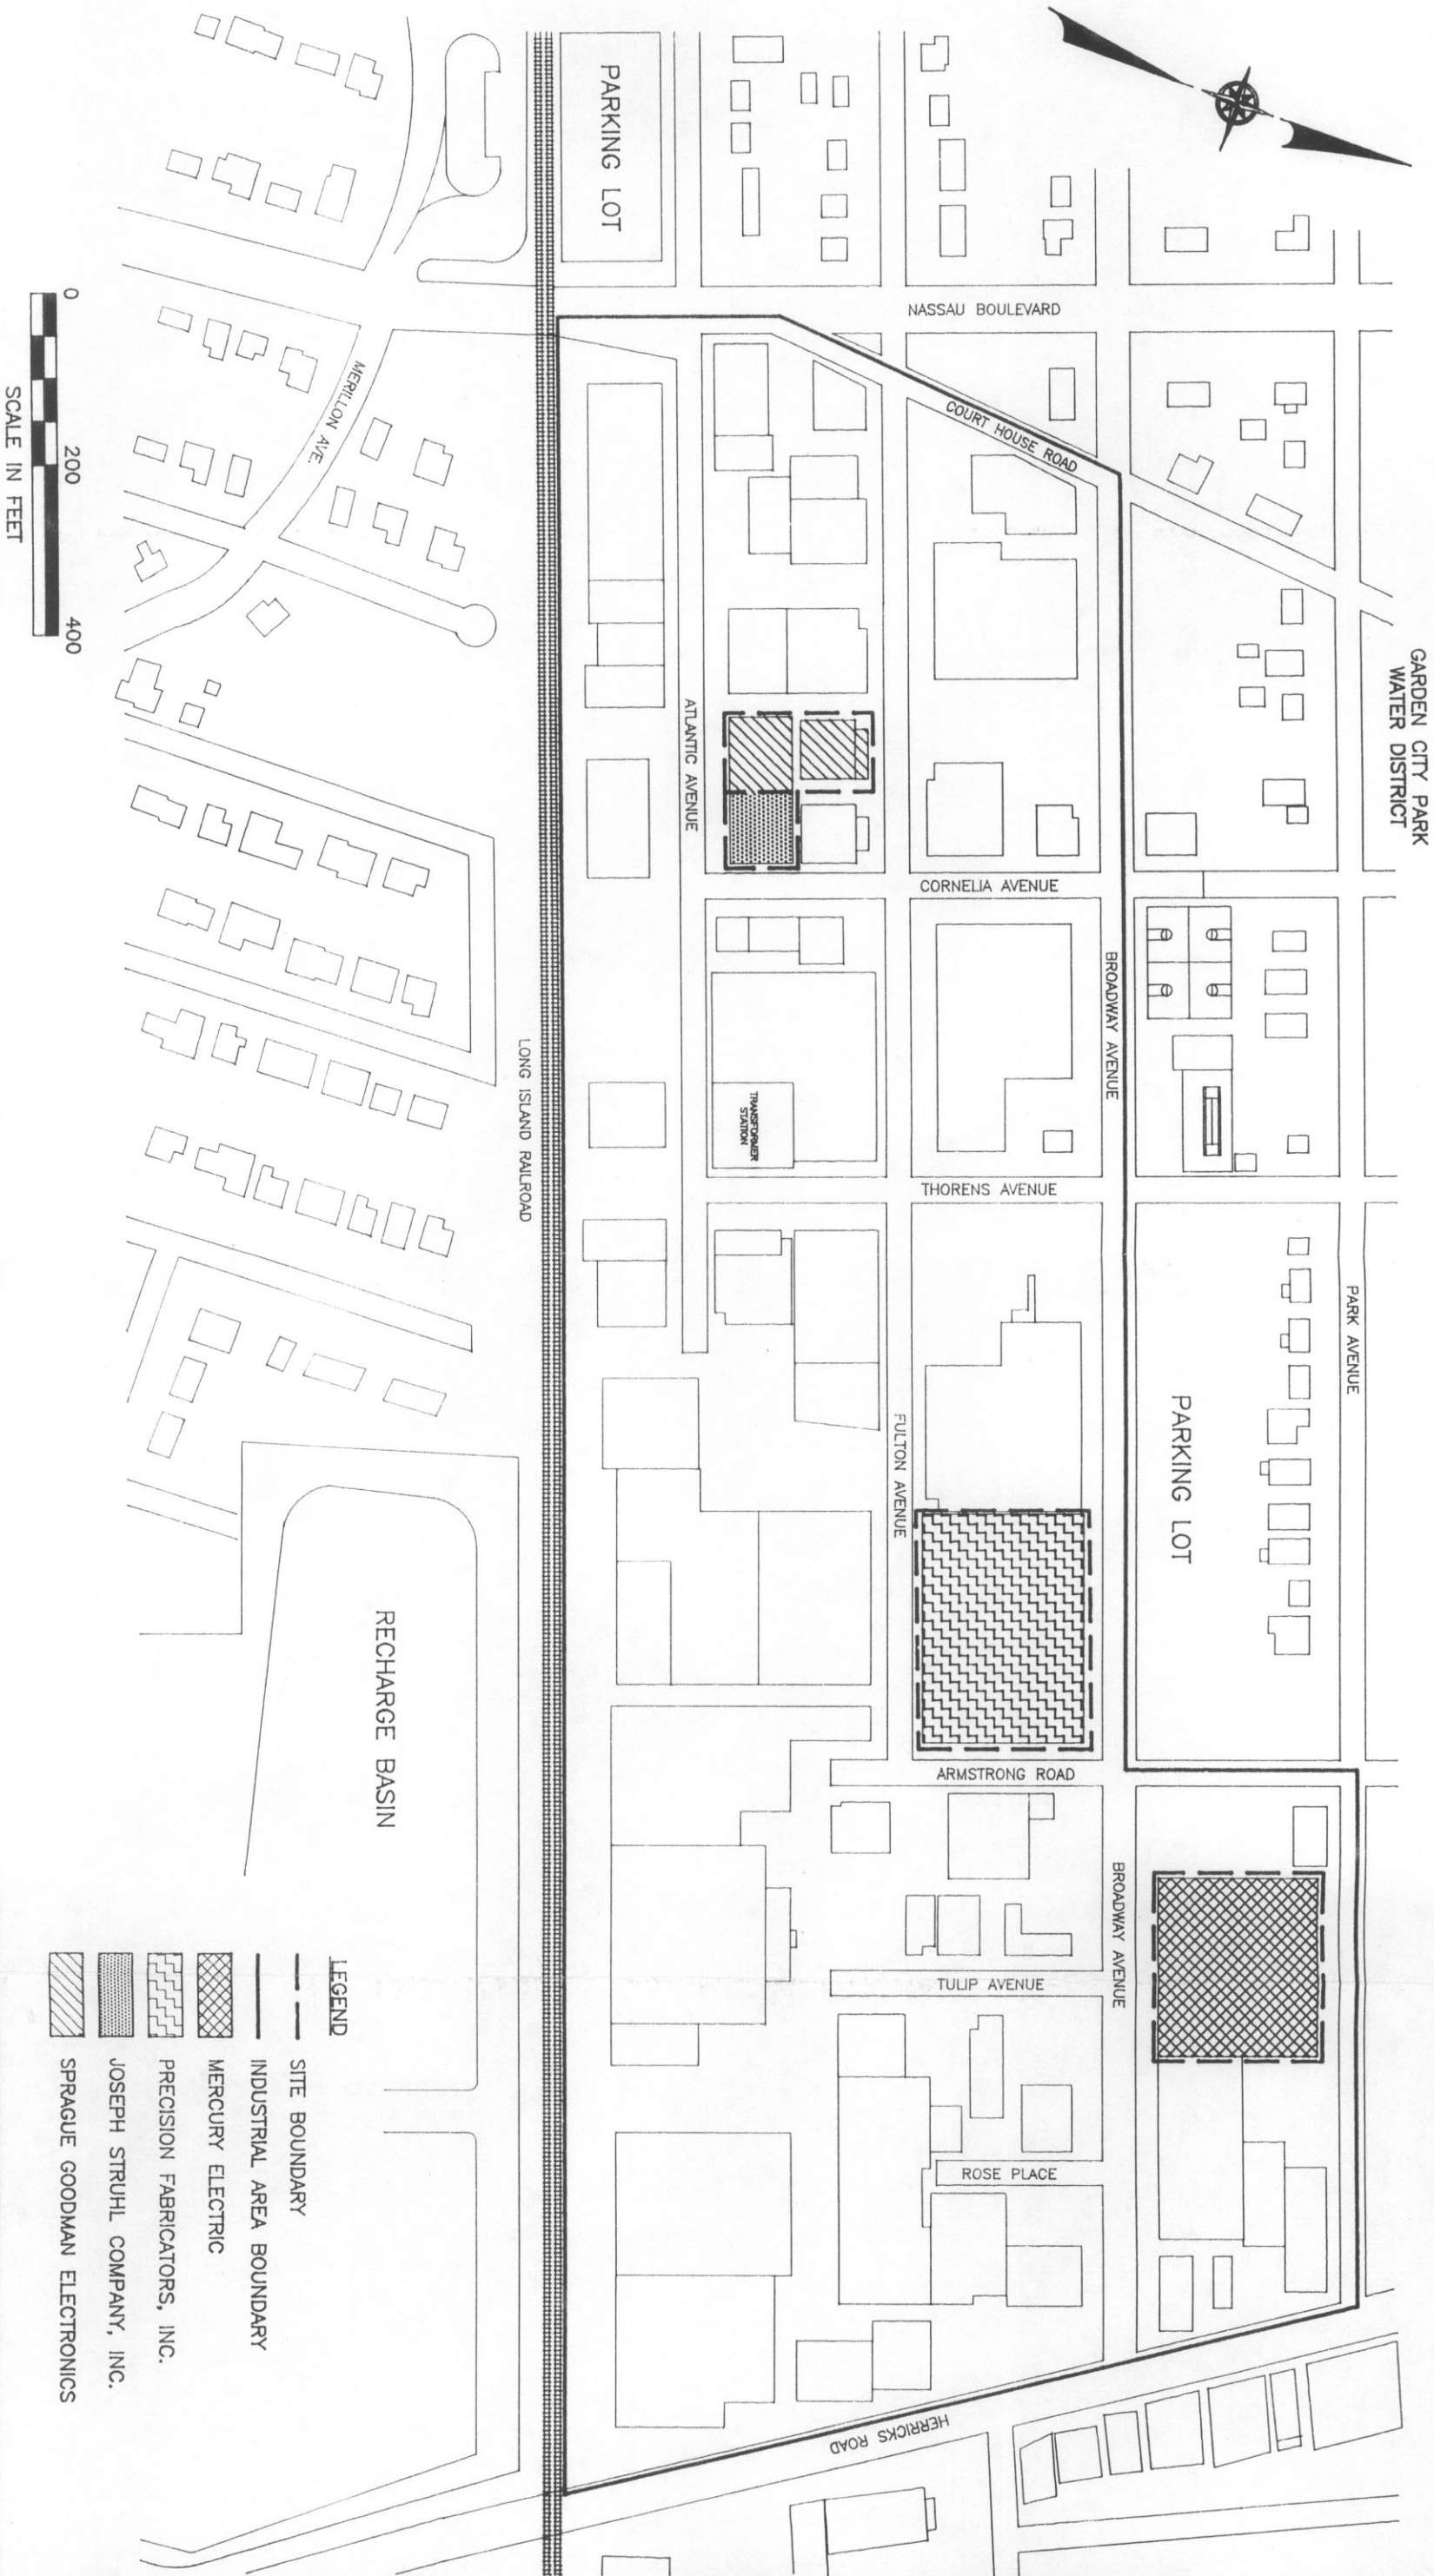 GARDEN CITY PARK
WATER DISTRICT
PARKING LOT
NASSAU BOULEVARD
COURT HOUSE ROAD
MERILLON AVE.
0 200 400
SCALE IN FEET
ATLANTIC AVENUE
CORNELIA AVENUE
BROADWAY AVENUE
LONG ISLAND RAILROAD
TRANSFORMER
STATION
THORENS AVENUE
PARK AVENUE
PARKING LOT
FULTON AVENUE
RECHARGE BASIN
ARMSTRONG ROAD
BROADWAY AVENUE
TULIP AVENUE
ROSE PLACE
HERRICKS ROAD
LEGEND
SITE BOUNDARY
INDUSTRIAL AREA BOUNDARY
MERCURY ELECTRIC
PRECISION FABRICATORS, INC.
JOSEPH STRUHL COMPANY, INC.
SPRAGUE GOODMAN ELECTRONICS